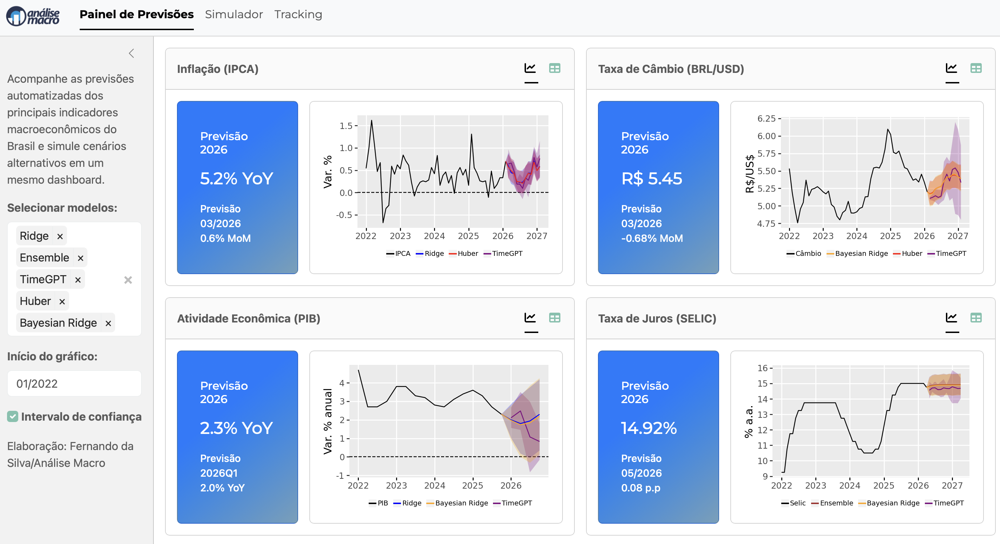 análise
macro
Painel de Previsões
Simulador
Tracking
Acompanhe as previsões
automatizadas dos
principais indicadores
macroeconômicos do
Brasil e simule cenários
alternativos em um
mesmo dashboard.
Selecionar modelos:
Ridge ×
Ensemble ×
TimeGPT ×
Huber ×
Bayesian Ridge ×
Início do gráfico:
01/2022
Intervalo de confiança
Elaboração: Fernando da
Silva/Análise Macro
Inflação (IPCA)
Previsão
2026
5.2% YoY
Previsão
03/2026
0.6% MoM
Var. %
1.5
1.0
0.5
0.0
-0.5
2022 2023 2024 2025 2026 2027
IPCA Ridge Huber TimeGPT
Taxa de Câmbio (BRL/USD)
Previsão
2026
R$ 5.45
Previsão
03/2026
-0.68% MoM
R$/US$
6.25
6.00
5.75
5.50
5.25
5.00
4.75
2022 2023 2024 2025 2026 2027
Câmbio Bayesian Ridge Huber TimeGPT
Atividade Econômica (PIB)
Previsão
2026
2.3% YoY
Previsão
2026Q1
2.0% YoY
Var. % anual
4
3
2
1
0
-1
2022 2023 2024 2025 2026
PIB Ridge Bayesian Ridge TimeGPT
Taxa de Juros (SELIC)
Previsão
2026
14.92%
Previsão
05/2026
0.08 p.p
% a.a.
16
15
14
13
12
11
10
9
2022 2023 2024 2025 2026 2027
Selic Ensemble Bayesian Ridge TimeGPT